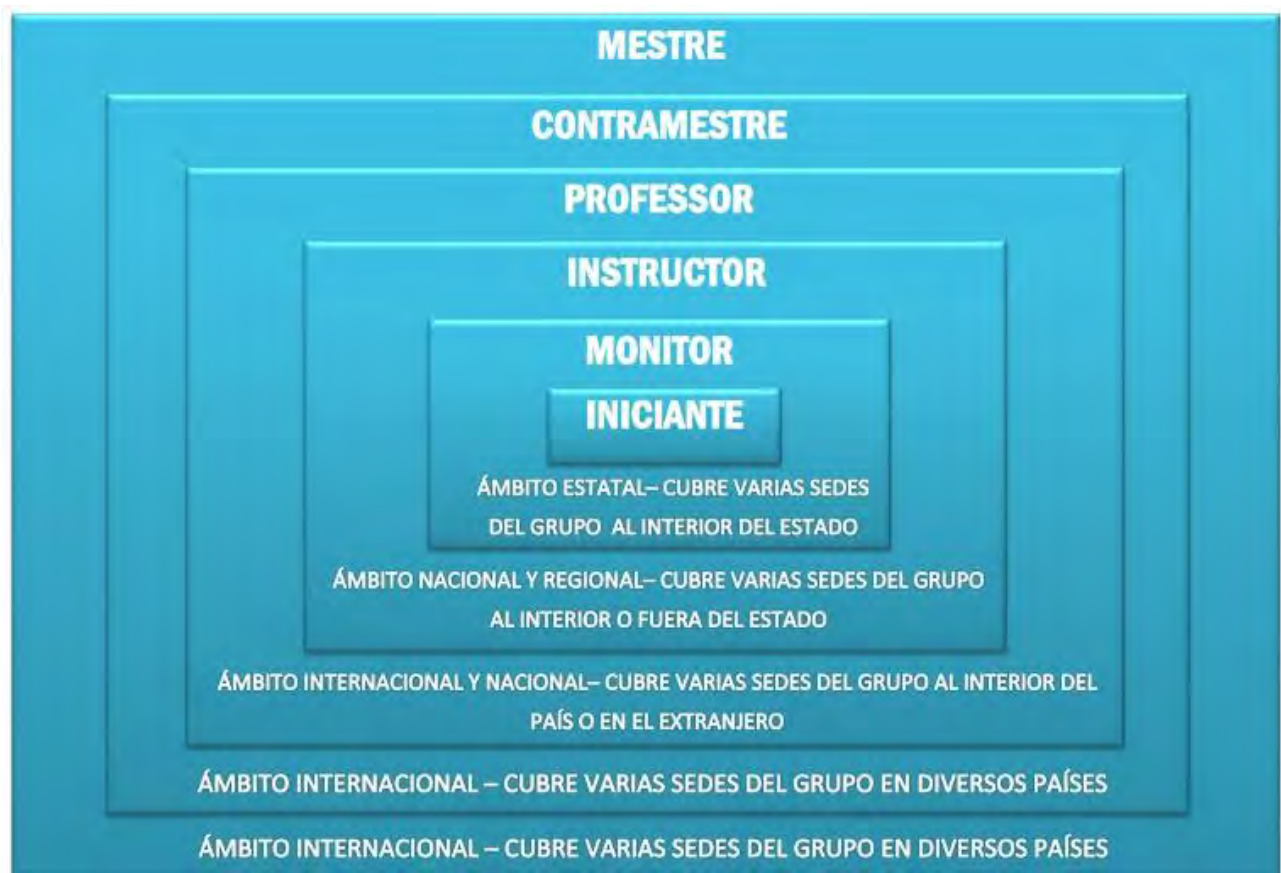 MESTRE
CONTRAMESTRE
PROFESSOR
INSTRUCTOR
MONITOR
INICIANTE
ÁMBITO ESTATAL– CUBRE VARIAS SEDES
DEL GRUPO AL INTERIOR DEL ESTADO
ÁMBITO NACIONAL Y REGIONAL– CUBRE VARIAS SEDES DEL GRUPO
AL INTERIOR O FUERA DEL ESTADO
ÁMBITO INTERNACIONAL Y NACIONAL– CUBRE VARIAS SEDES DEL GRUPO AL INTERIOR DEL
PAÍS O EN EL EXTRANJERO
ÁMBITO INTERNACIONAL – CUBRE VARIAS SEDES DEL GRUPO EN DIVERSOS PAÍSES
ÁMBITO INTERNACIONAL – CUBRE VARIAS SEDES DEL GRUPO EN DIVERSOS PAÍSES